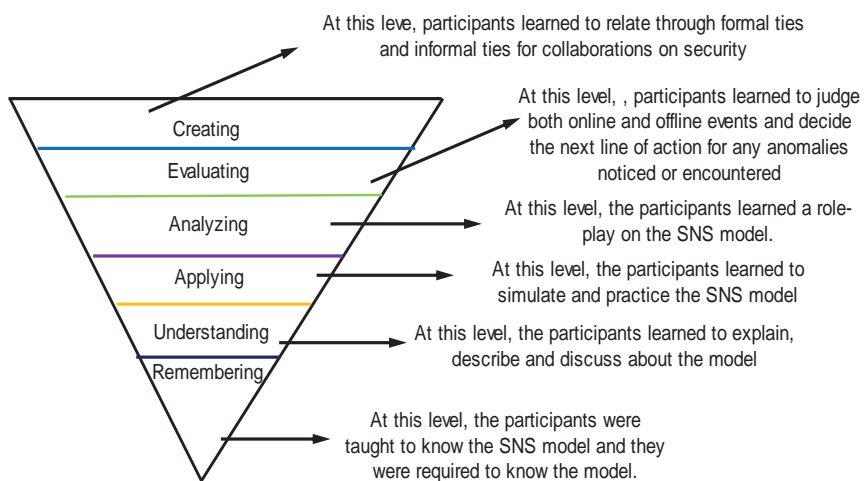 At this leve, participants learned to relate through formal ties
and informal ties for collaborations on security
Creating
At this level, , participants learned to judge
both online and offline events and decide
the next line of action for any anomalies
noticed or encountered
Evaluating
Analyzing
At this level, the participants learned a role-
play on the SNS model.
Applying
At this level, the participants learned to
simulate and practice the SNS model
Understanding
At this level, the participants learned to explain,
describe and discuss about the model
Remembering
At this level, the participants were
taught to know the SNS model and they
were required to know the model.